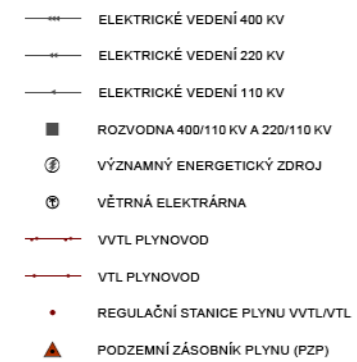 ELEKTRICKÉ VEDENÍ 400 KV
ELEKTRICKÉ VEDENÍ 220 KV
ELEKTRICKÉ VEDENÍ 110 KV
ROZVODNA 400/110 KV A 220/110 KV
VÝZNAMNÝ ENERGETICKÝ ZDROJ
VĚTRNÁ ELEKTRÁRNA
VVTL PLYNOVOD
VTL PLYNOVOD
REGULAČNÍ STANICE PLYNU VVTL/VTL
PODZEMNÍ ZÁSOBNÍK PLYNU (PZP)